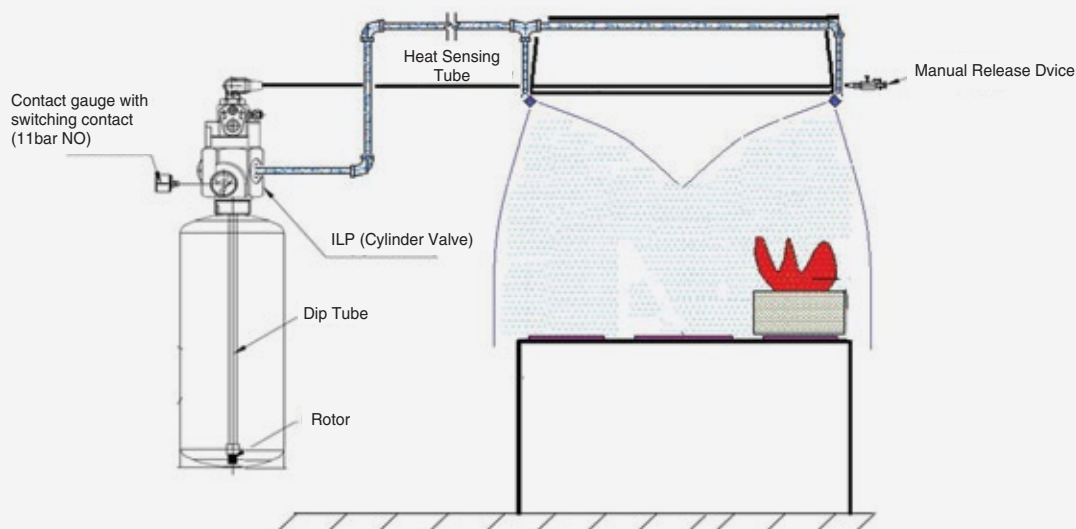 Heat Sensing
Tube
Manual Release Dvice
Contact gauge with
switching contact
(11bar NO)
ILP (Cylinder Valve)
Dip Tube
Rotor